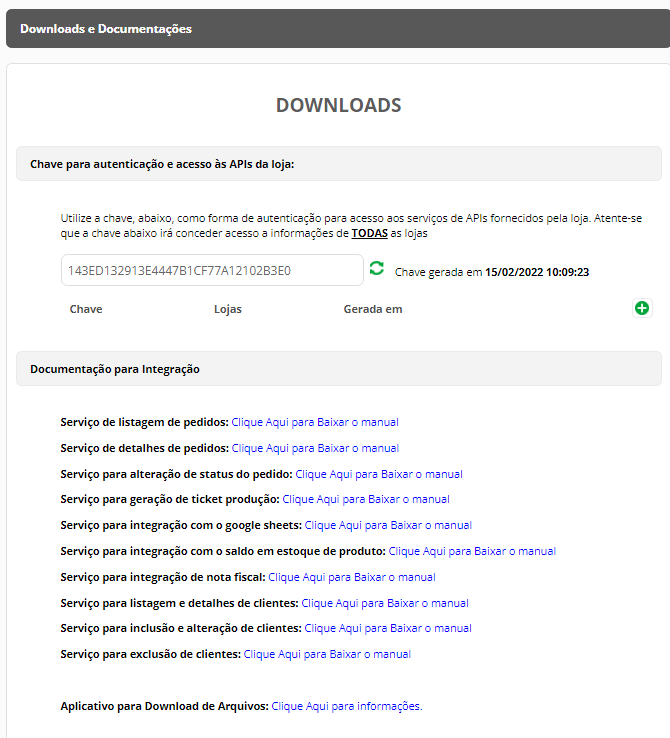 Downloads e Documentações
DOWNLOADS
Chave para autenticação e acesso às APIs da loja:
Utilize a chave, abaixo, como forma de autenticação para acesso aos serviços de APIs fornecidos pela loja. Atente-se
que a chave abaixo irá conceder acesso a informações de TODAS as lojas
143ED132913E4447B1CF77A12102B3E0 Chave gerada em 15/02/2022 10:09:23
Chave Lojas Gerada em
Documentação para Integração
Serviço de listagem de pedidos: Clique Aqui para Baixar o manual
Serviço de detalhes de pedidos: Clique Aqui para Baixar o manual
Serviço para alteração de status do pedido: Clique Aqui para Baixar o manual
Serviço para geração de ticket produção: Clique Aqui para Baixar o manual
Serviço para integração com o google sheets: Clique Aqui para Baixar o manual
Serviço para integração com o saldo em estoque de produto: Clique Aqui para Baixar o manual
Serviço para integração de nota fiscal: Clique Aqui para Baixar o manual
Serviço para listagem e detalhes de clientes: Clique Aqui para Baixar o manual
Serviço para inclusão e alteração de clientes: Clique Aqui para Baixar o manual
Serviço para exclusão de clientes: Clique Aqui para Baixar o manual
Aplicativo para Download de Arquivos: Clique Aqui para informações.